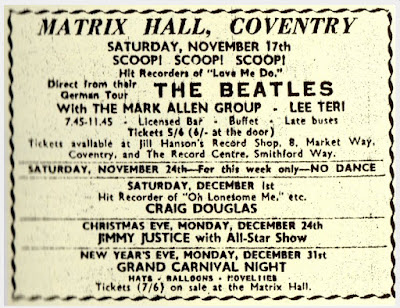 MATRIX HALL, COVENTRY
SATURDAY, NOVEMBER 17th
SCOOP! SCOOP! SCOOP!
Hit Recorders of "Love Me Do."
Direct from their
German Tour
THE BEATLES
With THE MARK ALLEN GROUP - LEE TERI
7.45-11.45 - Licensed Bar - Buffet - Late buses
Tickets 5/6 (6/- at the door)
Tickets available at Jill Hanson's Record Shop, 8, Market Way,
Coventry, and The Record Centre, Smithford Way.
SATURDAY, NOVEMBER 24th—For this week only—NO DANCE
SATURDAY, DECEMBER 1st
Hit Recorder of "Oh Lonesome Me," etc.
CRAIG DOUGLAS
CHRISTMAS EVE, MONDAY, DECEMBER 24th
JIMMY JUSTICE with All-Star Show
NEW YEAR'S EVE, MONDAY, DECEMBER 31st
GRAND CARNIVAL NIGHT
HATS - BALLOONS - NOVELTIES
Tickets (7/6) on sale at the Matrix Hall.